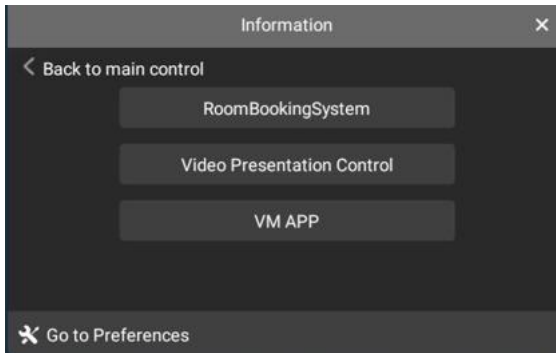 Information
Back to main control
RoomBookingSystem
Video Presentation Control
VM APP
Go to Preferences